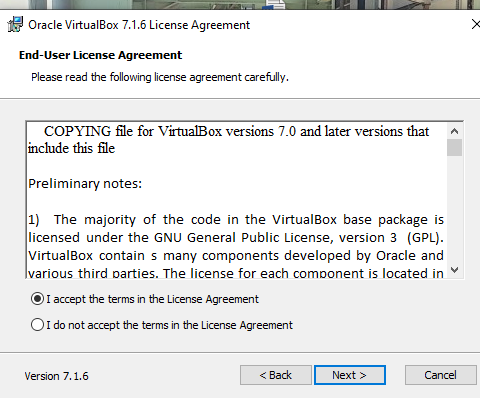 Oracle VirtualBox 7.1.6 License Agreement
End-User License Agreement
Please read the following license agreement carefully.
COPYING file for VirtualBox versions 7.0 and later versions that
include this file
Preliminary notes:
1) The majority of the code in the VirtualBox base package is
licensed under the GNU General Public License, version 3 (GPL).
VirtualBox contain s many components developed by Oracle and
various third parties. The license for each component is located in
I accept the terms in the License Agreement
I do not accept the terms in the License Agreement
Version 7.1.6
< Back
Next >
Cancel